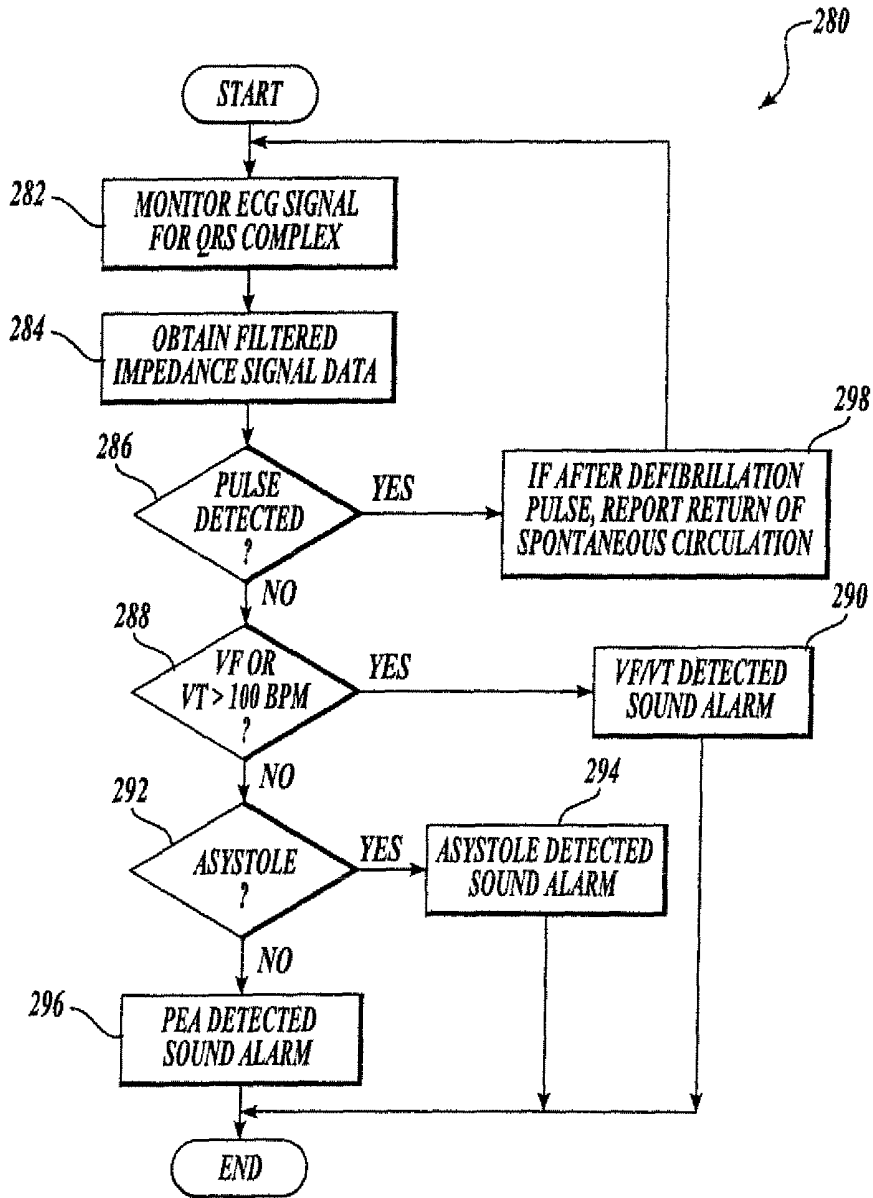 280
START
282
MONITOR ECG SIGNAL
FOR QRS COMPLEX
284
OBTAIN FILTERED
IMPEDANCE SIGNAL DATA
286
PULSE
DETECTED
?
YES
298
IF AFTER DEFIBRILLATION
PULSE, REPORT RETURN OF
SPONTANEOUS CIRCULATION
NO
288
VF OR
VT > 100 BPM
?
YES
290
VF/VT DETECTED
SOUND ALARM
NO
292
ASYSTOLE
?
YES
294
ASYSTOLE DETECTED
SOUND ALARM
NO
296
PEA DETECTED
SOUND ALARM
END